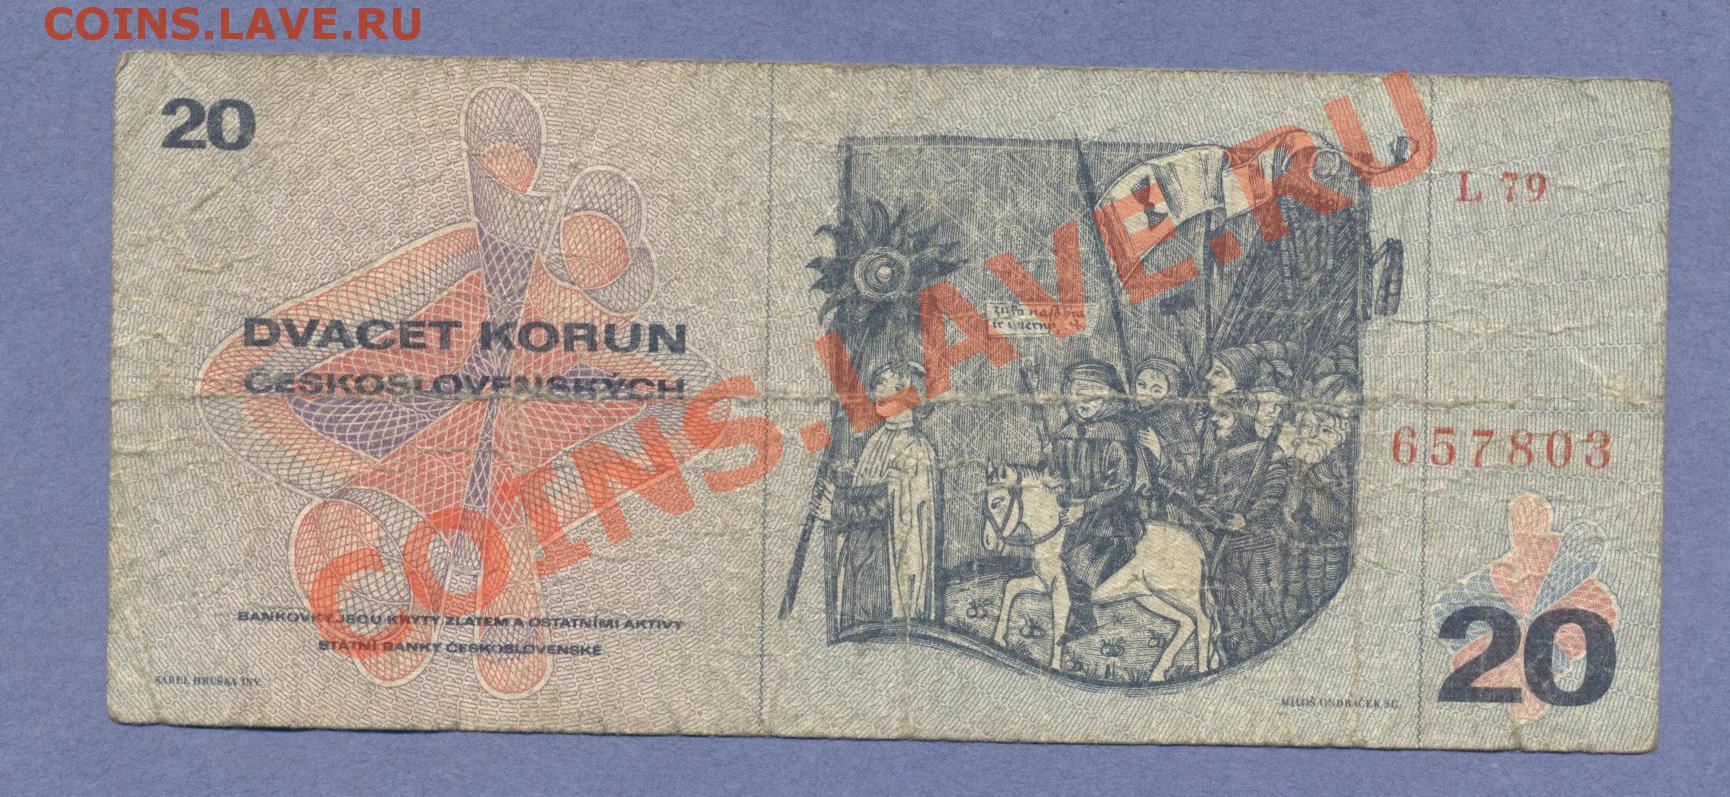 COINS.LAVE.RU
20
DVACET KORUN
ČESKOSLOVENSKÝCH
BANKOVKY JSOU KRYTY ZLATEM A OSTATNÍMI AKTIVY
STÁTNÍ BANKY ČESKOSLOVENSKÉ
KAREL HRUŠKA INV.
COINS.LAVE.RU
L 79
657803
20
MILOŠ ONDRÁČEK SC.